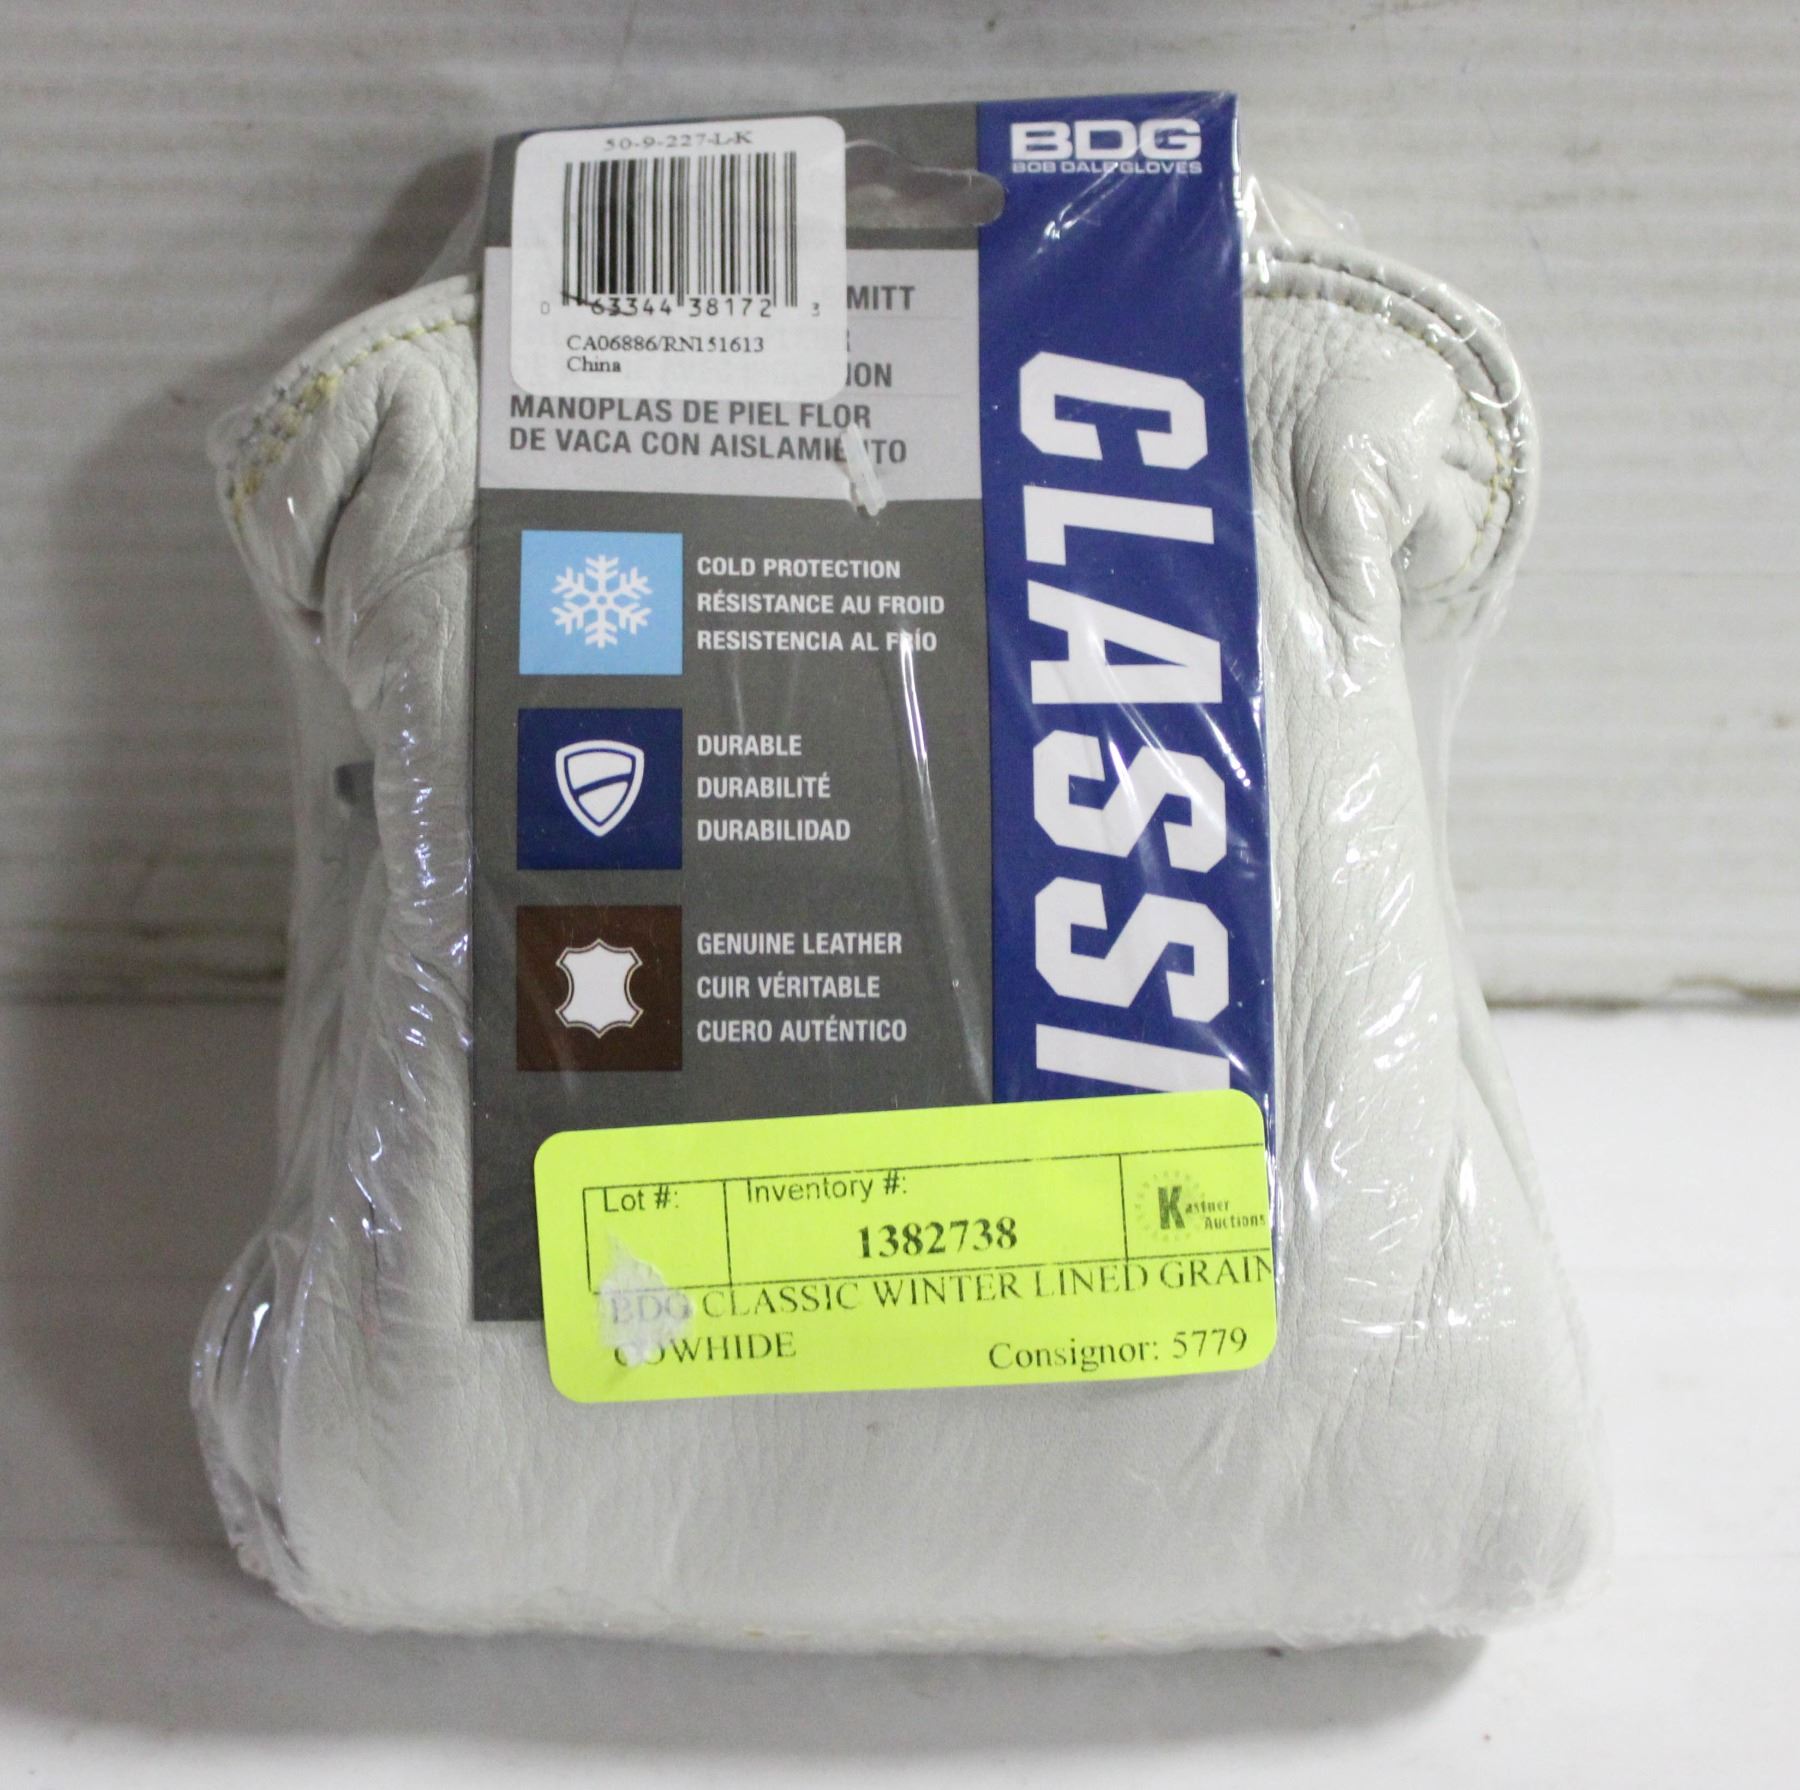 50-9-227-L-K
0 63344 38172 3
CA06886/RN151613
China
BDG
BOB DALE GLOVES
MITT
MANOPLAS DE PIEL FLOR
DE VACA CON AISLAMIENTO
COLD PROTECTION
RÉSISTANCE AU FROID
RESISTENCIA AL FRÍO
DURABLE
DURABILITÉ
DURABILIDAD
GENUINE LEATHER
CUIR VÉRITABLE
CUERO AUTÉNTICO
CLASSI
Lot #:
Inventory #:
1382738
Kastner
Auctions
BDG CLASSIC WINTER LINED GRAIN
COWHIDE
Consignor: 5779